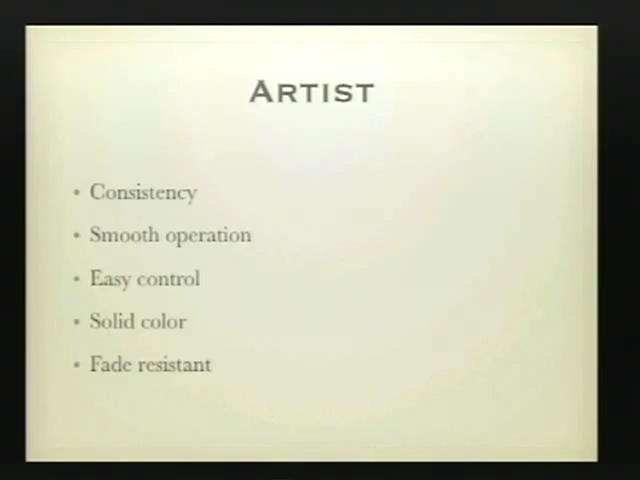 ARTIST
• Consistency
• Smooth operation
• Easy control
• Solid color
• Fade resistant